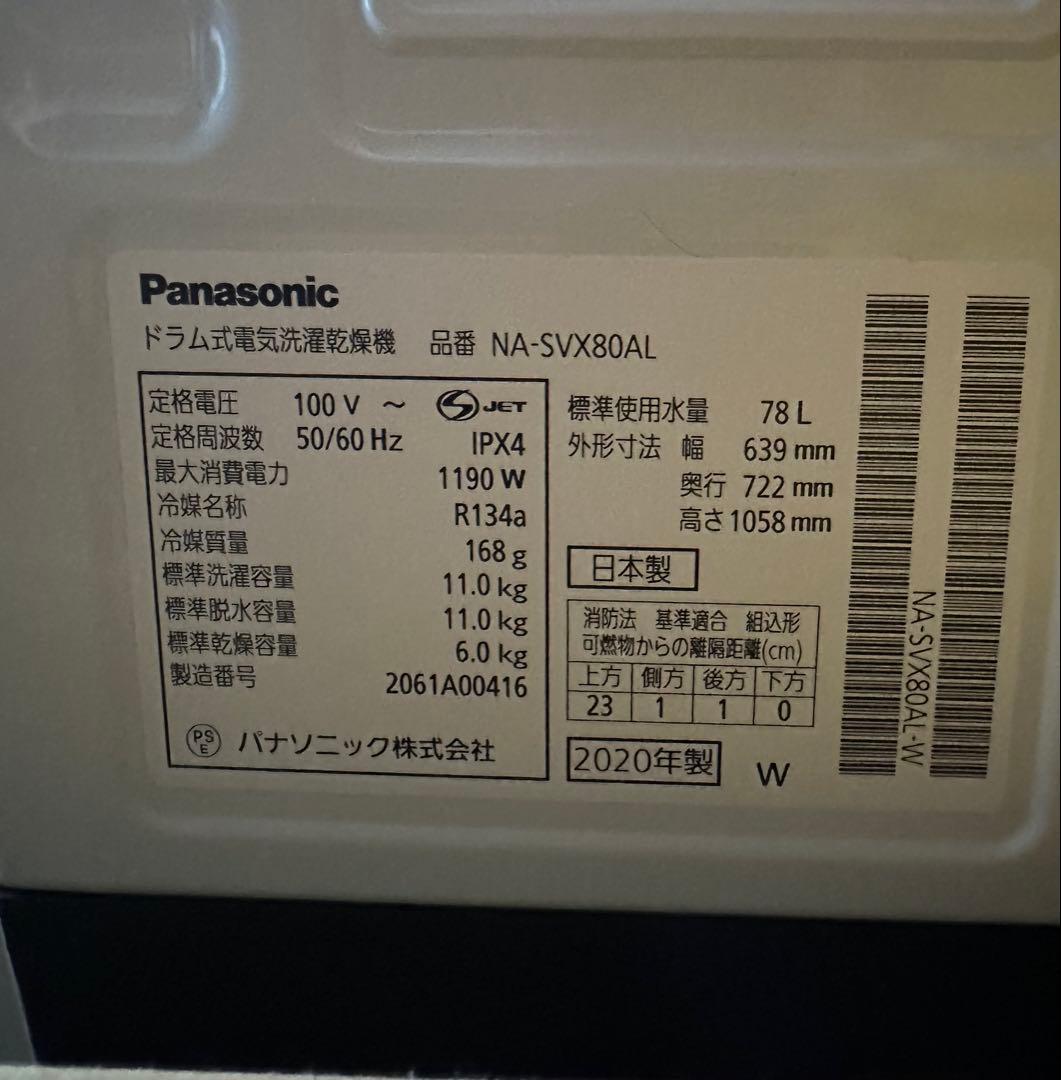 Panasonic
ドラム式電気洗濯乾燥機 品番 NA-SVX80AL
定格電圧 100 V ~ JET
定格周波数 50/60 Hz IPX4
最大消費電力 1190 W
冷媒名称 R134a
冷媒質量 168 g
標準洗濯容量 11.0 kg
標準脱水容量 11.0 kg
標準乾燥容量 6.0 kg
製造番号 2061A00416
PSE パナソニック株式会社
標準使用水量 78 L
外形寸法 幅 639 mm
奥行 722 mm
高さ 1058 mm
日本製
消防法 基準適合 組込形
可燃物からの離隔距離(cm)
上方 側方 後方 下方
23 1 1 0
2020年製 W
NA-SVX80AL-W